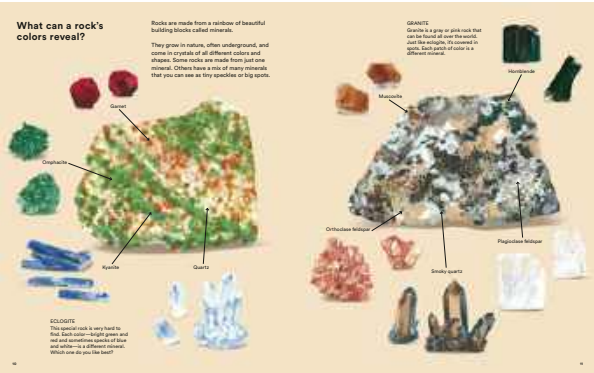 What can a rock's
colors reveal?
Rocks are made from a rainbow of beautiful
building blocks called minerals.
They grow in nature, often underground, and
come in crystals of all different colors and
shapes. Some rocks are made from just one
mineral. Others have a mix of many minerals
that you can see as tiny speckles or big spots.
Garnet
Omphacite
Kyanite
Quartz
ECLOGITE
This special rock is very hard to
find. Each color—bright green and
red and sometimes specks of blue
and white—is a different mineral.
Which one do you like best?
10
GRANITE
Granite is a gray or pink rock that
can be found all over the world.
Just like eclogite, it's covered in
spots. Each patch of color is a
different mineral.
Hornblende
Muscovite
Orthoclase feldspar
Smoky quartz
Plagioclase feldspar
11